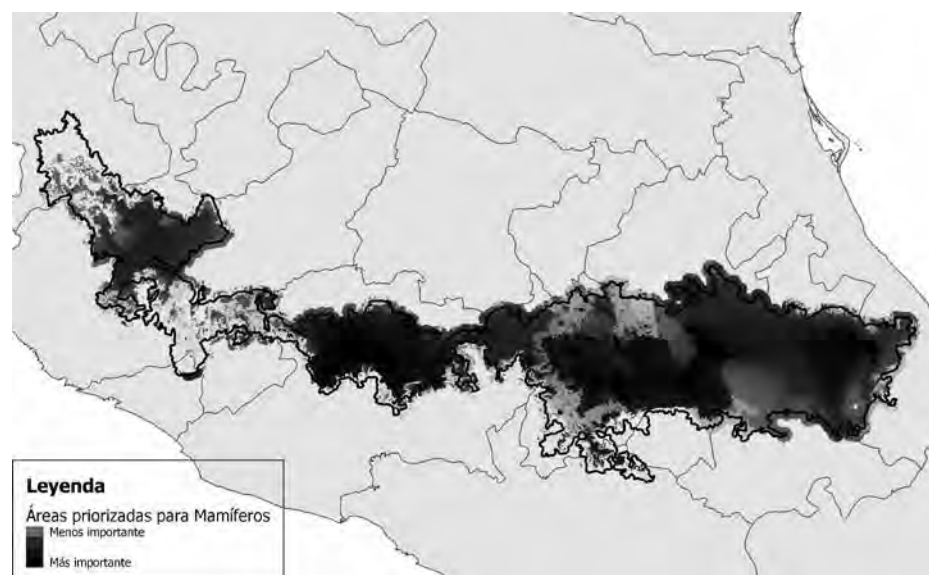 Leyenda
Áreas priorizadas para Mamíferos
Menos importante
Más importante